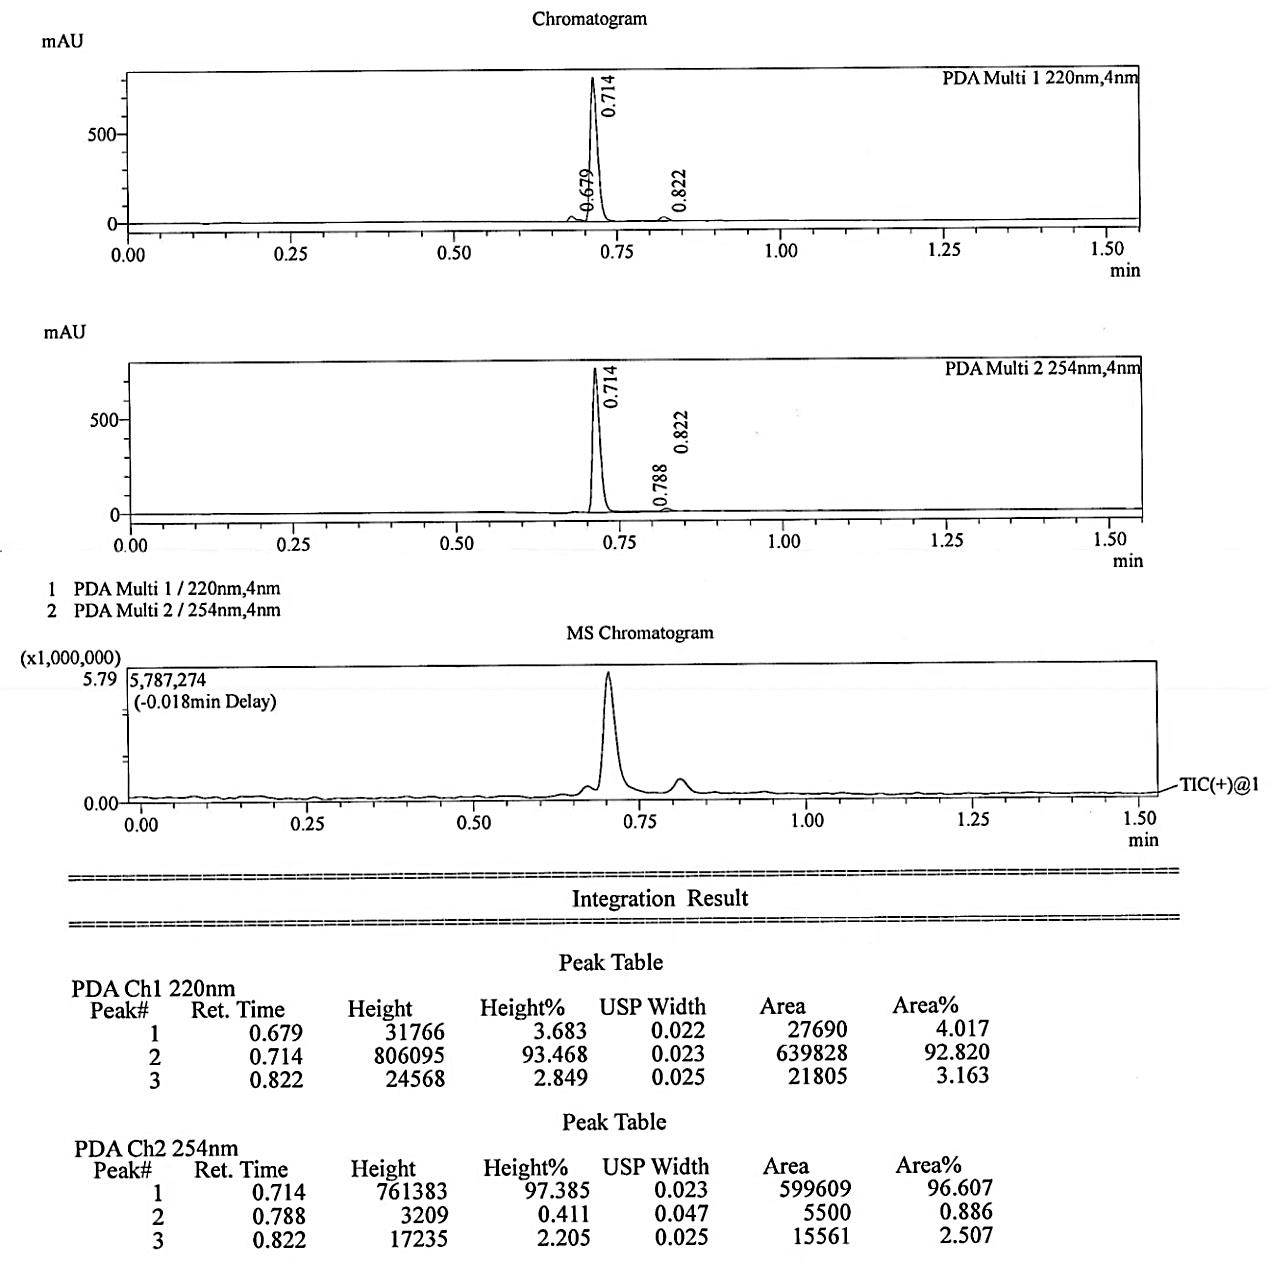 Chromatogram
mAU
PDA Multi 1 220nm,4nm
0.714
500
0.679
0.822
0
0.00 0.25 0.50 0.75 1.00 1.25 1.50
min
mAU
PDA Multi 2 254nm,4nm
0.714
0.822
500
0.788
0
0.00 0.25 0.50 0.75 1.00 1.25 1.50
min
1 PDA Multi 1 / 220nm,4nm
2 PDA Multi 2 / 254nm,4nm
MS Chromatogram
(x1,000,000)
5.79 5,787,274
(-0.018min Delay)
TIC(+)@1
0.00
0.00 0.25 0.50 0.75 1.00 1.25 1.50
min
Integration Result
Peak Table
PDA Ch1 220nm
Peak# Ret. Time Height Height% USP Width Area Area%
1 0.679 31766 3.683 0.022 27690 4.017
2 0.714 806095 93.468 0.023 639828 92.820
3 0.822 24568 2.849 0.025 21805 3.163
Peak Table
PDA Ch2 254nm
Peak# Ret. Time Height Height% USP Width Area Area%
1 0.714 761383 97.385 0.023 599609 96.607
2 0.788 3209 0.411 0.047 5500 0.886
3 0.822 17235 2.205 0.025 15561 2.507